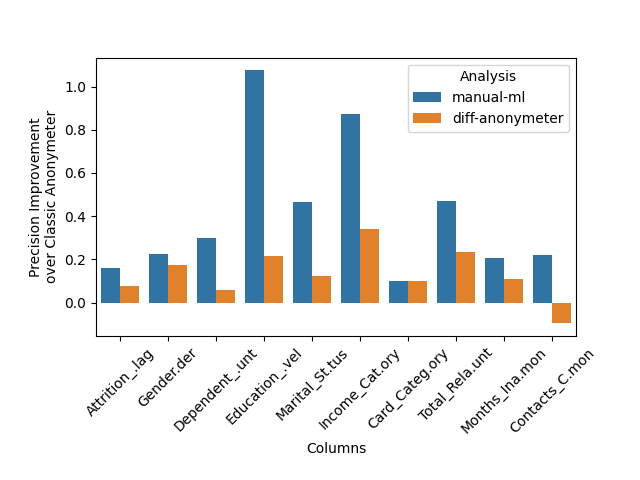 Precision Improvement
over Classic Anonymeter
1.0
0.8
0.6
0.4
0.2
0.0
Analysis
manual-ml
diff-anonymeter
Attrition_.lag
Gender.der
Dependent_.unt
Education_.vel
Marital_St.tus
Income_Cat.ory
Card_Categ.ory
Total_Rela.unt
Months_Ina.mon
Contacts_C.mon
Columns